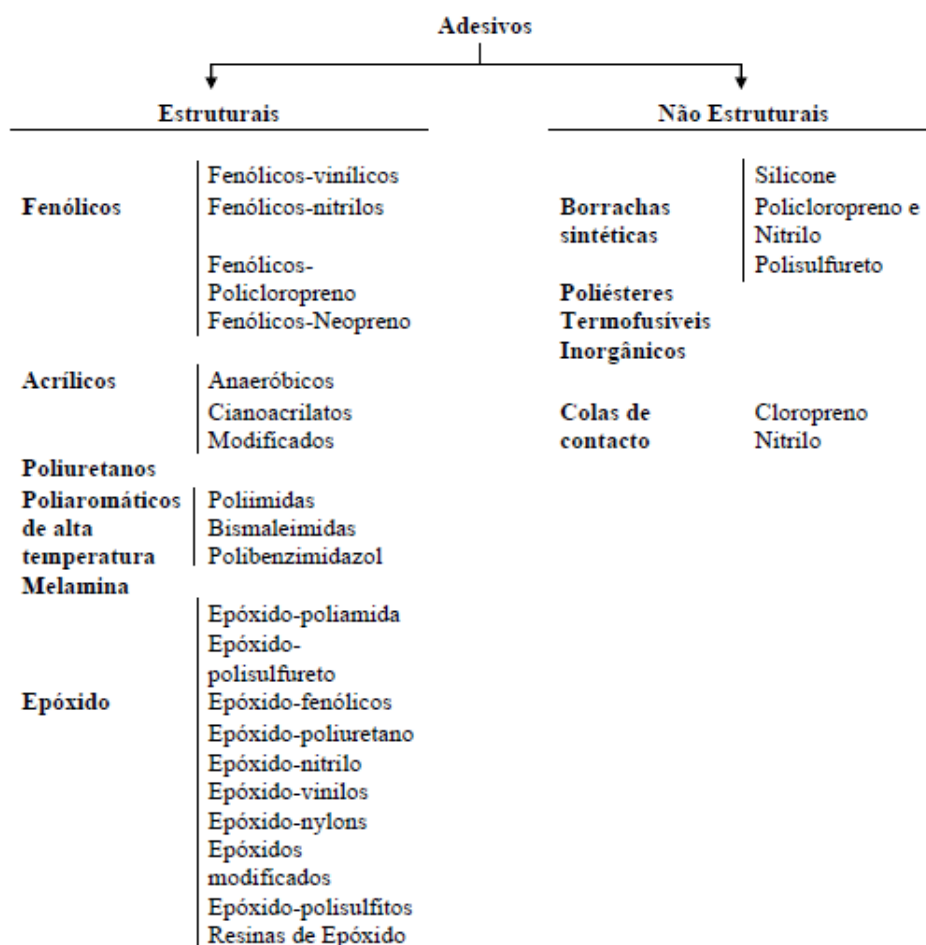 Adesivos
Estruturais
Fenólicos
Fenólicos-vinílicos
Fenólicos-nitrilos
Fenólicos-
Policloropreno
Fenólicos-Neopreno
Acrílicos
Anaeróbicos
Cianoacrilatos
Modificados
Poliuretanos
Poliaromáticos
de alta
temperatura
Poliimidas
Bismaleimidas
Polibenzimidazol
Melamina
Epóxido
Epóxido-poliamida
Epóxido-
polisulfureto
Epóxido-fenólicos
Epóxido-poliuretano
Epóxido-nitrilo
Epóxido-vinilos
Epóxido-nylons
Epóxidos
modificados
Epóxido-polisulfitos
Resinas de Epóxido
Não Estruturais
Borrachas
sintéticas
Silicone
Policloropreno e
Nitrilo
Polisulfureto
Poliésteres
Termofusíveis
Inorgânicos
Colas de
contacto
Cloropreno
Nitrilo